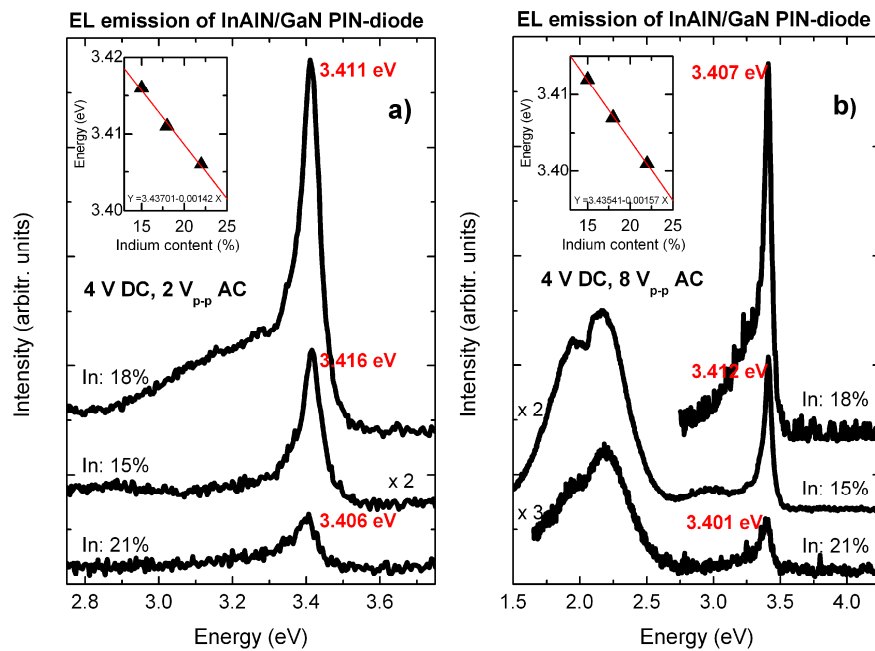 EL emission of InAlN/GaN PIN-diode
a)
3.411 eV
3.42
3.41
3.40
Energy (eV)
Y =3.43701-0.00142 X
15 20 25
Indium content (%)
4 V DC, 2 Vp-p AC
3.416 eV
In: 18%
In: 15%
x 2
3.406 eV
In: 21%
Intensity (arbitr. units)
2.8 3.0 3.2 3.4 3.6
Energy (eV)
EL emission of InAlN/GaN PIN-diode
b)
3.407 eV
3.41
3.40
Energy (eV)
Y =3.43541-0.00157 X
15 20 25
Indium content (%)
4 V DC, 8 Vp-p AC
3.412 eV
In: 18%
x 2
In: 15%
x 3
3.401 eV
In: 21%
Intensity (arbitr. units)
1.5 2.0 2.5 3.0 3.5 4.0
Energy (eV)